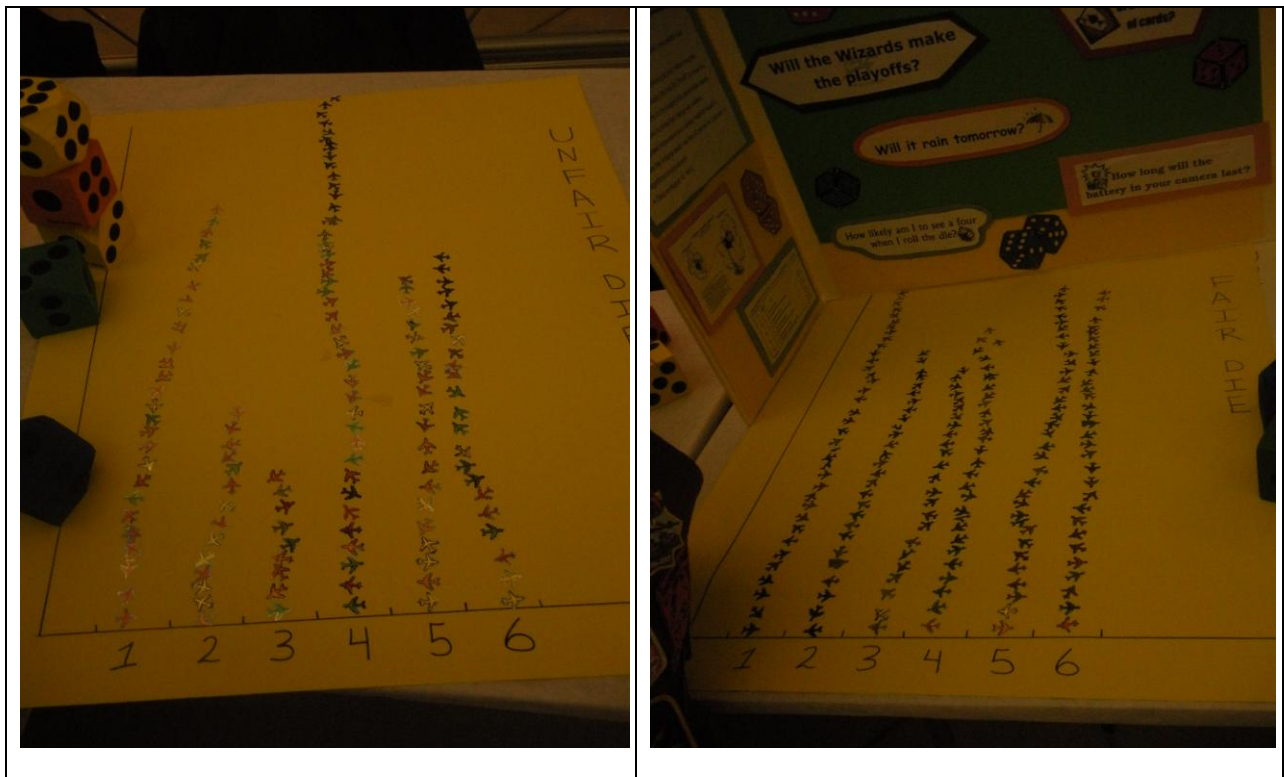 UNFAIR DIE
1 2 3 4 5 6
of cards?
Will the Wizards make
the playoffs?
Will it rain tomorrow?
How long will the
battery in your camera last?
How likely am I to see a four
when I roll the die?
FAIR DIE
1 2 3 4 5 6